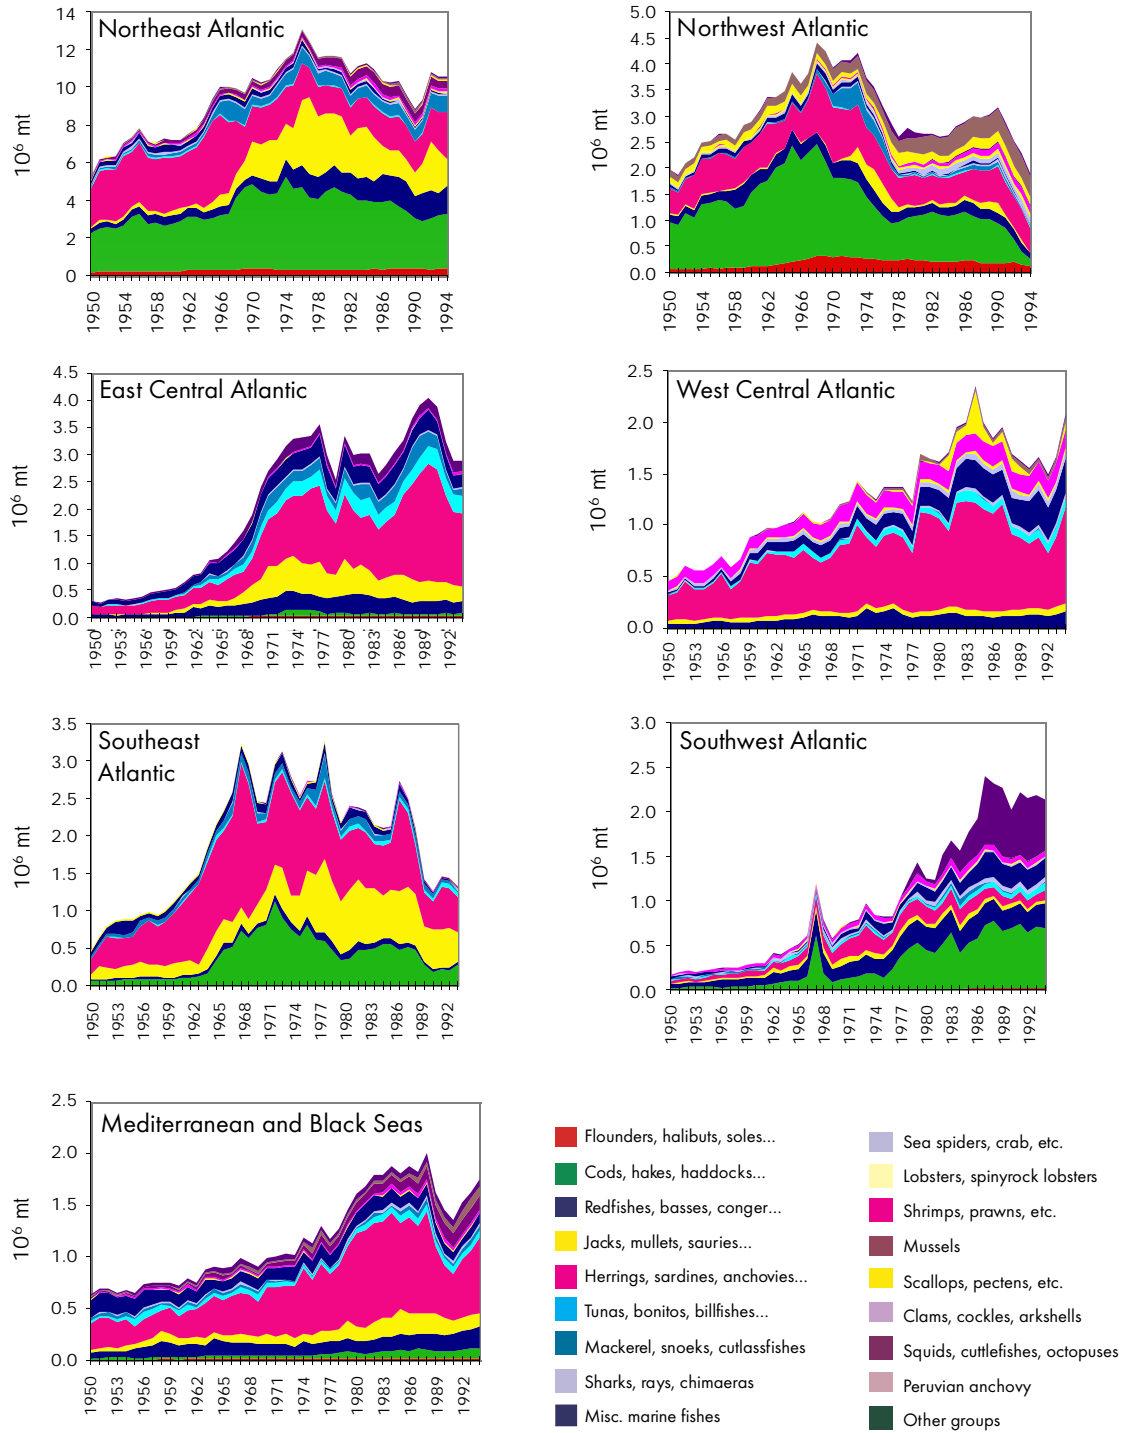 Northeast Atlantic
10⁶ mt
14
12
10
8
6
4
2
0
1950 1954 1958 1962 1966 1970 1974 1978 1982 1986 1990 1994
Northwest Atlantic
10⁶ mt
5.0
4.5
4.0
3.5
3.0
2.5
2.0
1.5
1.0
0.5
0.0
1950 1954 1958 1962 1966 1970 1974 1978 1982 1986 1990 1994
East Central Atlantic
10⁶ mt
4.5
4.0
3.5
3.0
2.5
2.0
1.5
1.0
0.5
0.0
1950 1953 1956 1959 1962 1965 1968 1971 1974 1977 1980 1983 1986 1989 1992
West Central Atlantic
10⁶ mt
2.5
2.0
1.5
1.0
0.5
0.0
1950 1953 1956 1959 1962 1965 1968 1971 1974 1977 1980 1983 1986 1989 1992
Southeast
Atlantic
10⁶ mt
3.5
3.0
2.5
2.0
1.5
1.0
0.5
0.0
1950 1953 1956 1959 1962 1965 1968 1971 1974 1977 1980 1983 1986 1989 1992
Southwest Atlantic
10⁶ mt
3.0
2.5
2.0
1.5
1.0
0.5
0.0
1950 1953 1956 1959 1962 1965 1968 1971 1974 1977 1980 1983 1986 1989 1992
Mediterranean and Black Seas
10⁶ mt
2.5
2.0
1.5
1.0
0.5
0.0
1950 1953 1956 1959 1962 1965 1968 1971 1974 1977 1980 1983 1986 1989 1992
Flounders, halibuts, soles...
Cods, hakes, haddocks...
Redfishes, basses, conger...
Jacks, mullets, sauries...
Herrings, sardines, anchovies...
Tunas, bonitos, billfishes...
Mackerel, snoeks, cutlassfishes
Sharks, rays, chimaeras
Misc. marine fishes
Sea spiders, crab, etc.
Lobsters, spinyrock lobsters
Shrimps, prawns, etc.
Mussels
Scallops, pectens, etc.
Clams, cockles, arkshells
Squids, cuttlefishes, octopuses
Peruvian anchovy
Other groups